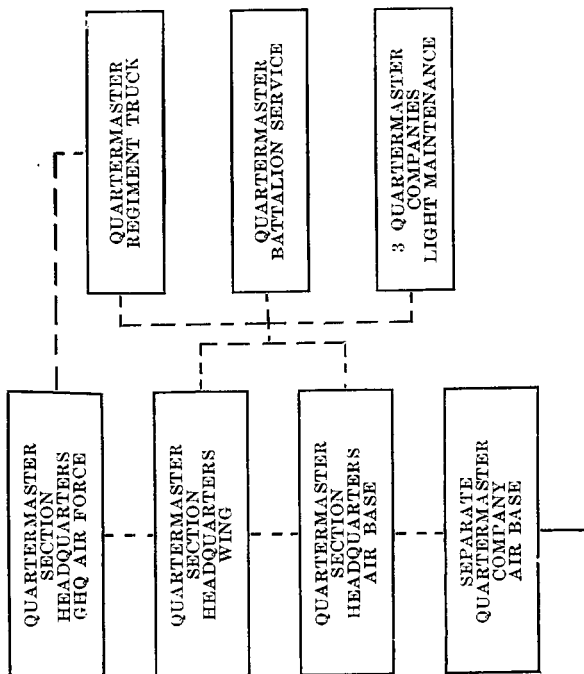 QUARTERMASTER
SECTION
HEADQUARTERS
GHQ AIR FORCE
QUARTERMASTER
SECTION
HEADQUARTERS
WING
QUARTERMASTER
SECTION
HEADQUARTERS
AIR BASE
SEPARATE
QUARTERMASTER
COMPANY
AIR BASE
QUARTERMASTER
REGIMENT TRUCK
QUARTERMASTER
BATTALION SERVICE
3 QUARTERMASTER
COMPANIES
LIGHT MAINTENANCE